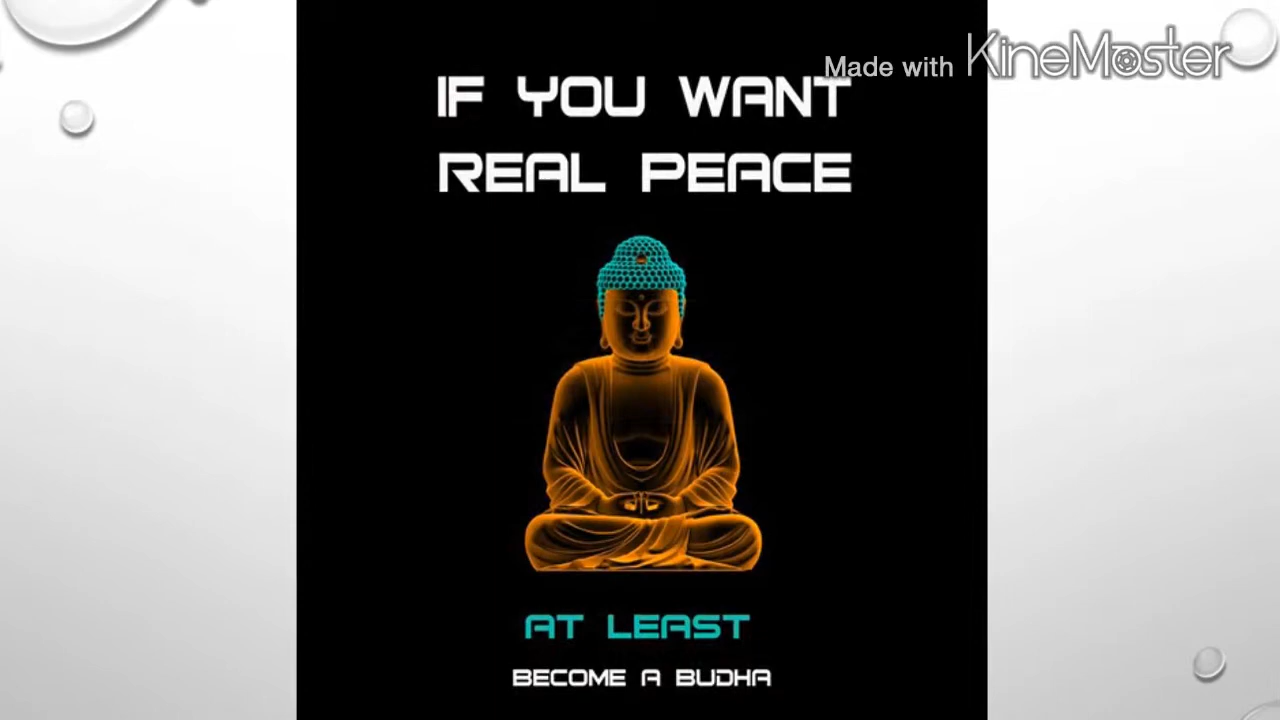 Made with KineMaster
IF YOU WANT
REAL PEACE
AT LEAST
BECOME A BUDHA